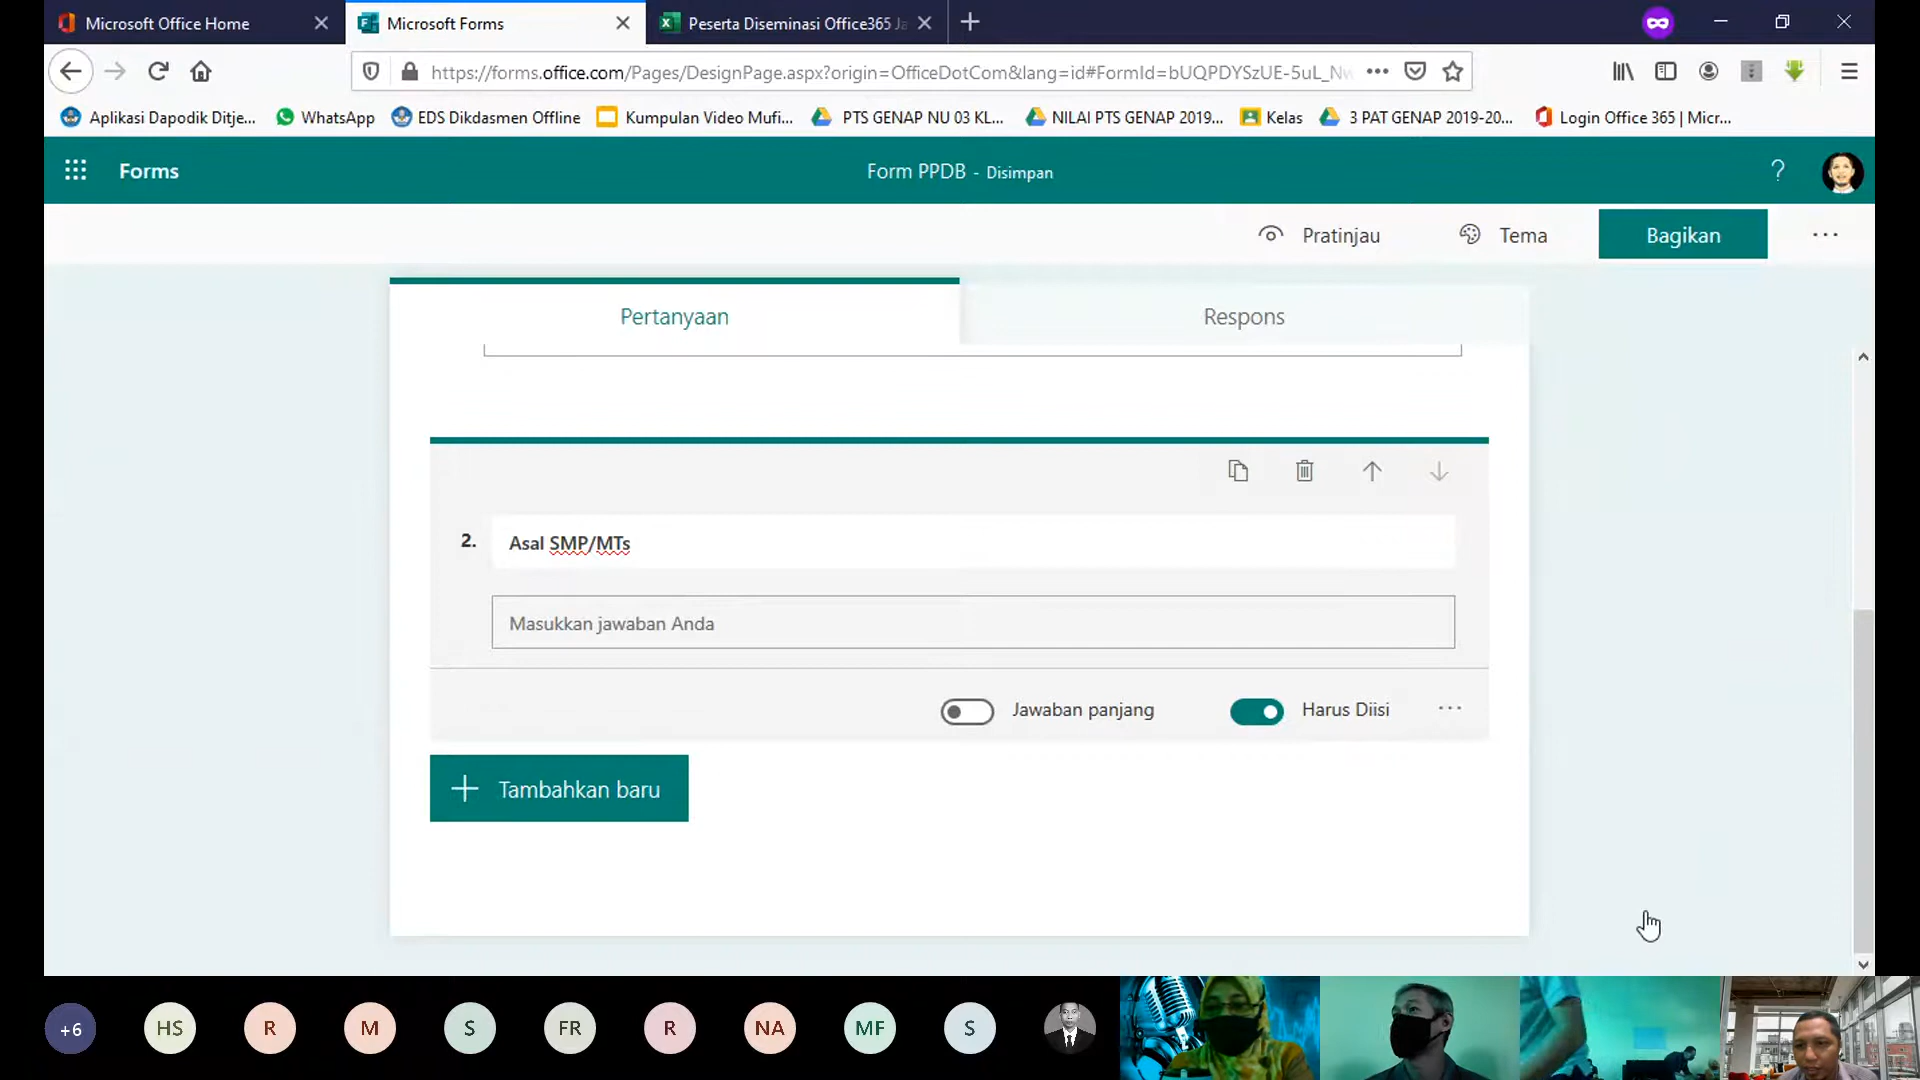 Microsoft Office Home
Microsoft Forms
Peserta Diseminasi Office365 Ja
https://forms.office.com/Pages/DesignPage.aspx?origin=OfficeDotCom&lang=id#FormId=bUQPDYSzUE-5uL_Nw
Aplikasi Dapodik Ditje...
WhatsApp
EDS Dikdasmen Offline
Kumpulan Video Mufi...
PTS GENAP NU 03 KL...
NILAI PTS GENAP 2019...
Kelas
3 PAT GENAP 2019-20...
Login Office 365 | Micr...
Forms
Form PPDB - Disimpan
?
Pratinjau
Tema
Bagikan
Pertanyaan
Respons
2.
Asal SMP/MTs
Masukkan jawaban Anda
Jawaban panjang
Harus Diisi
Tambahkan baru
+6
HS
R
M
S
FR
R
NA
MF
S